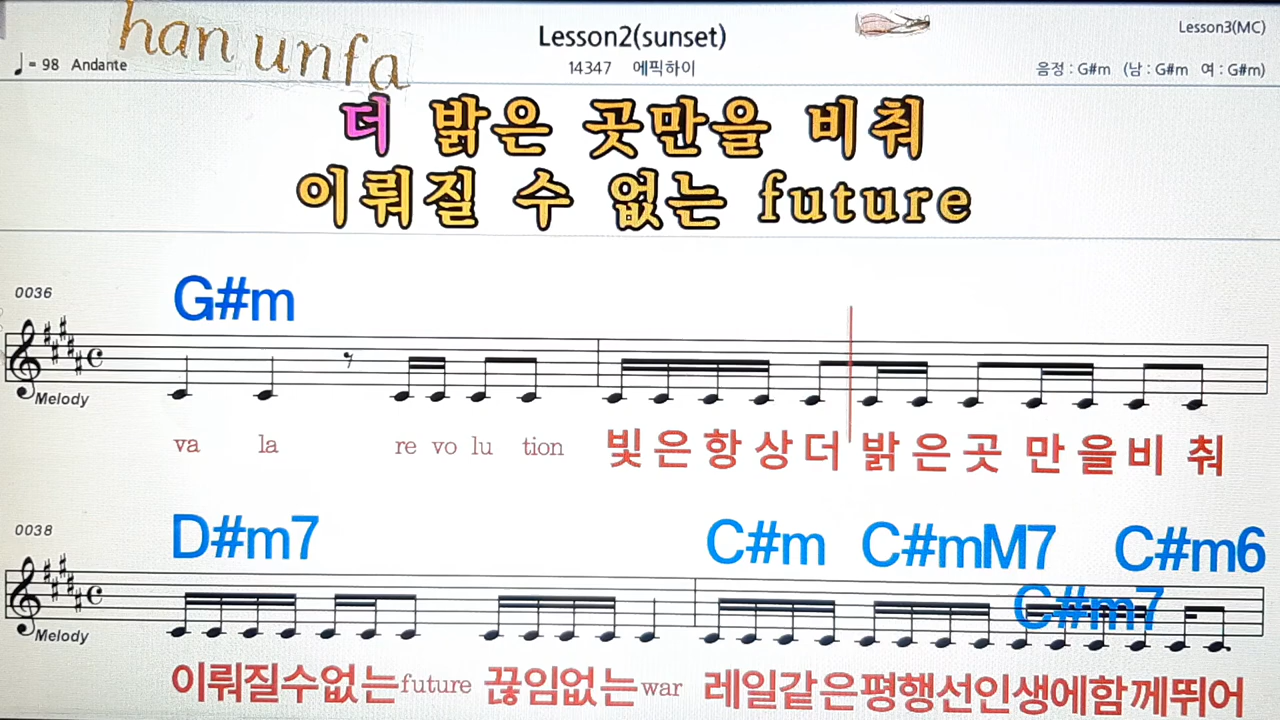 han unfa
Lesson2(sunset)
Lesson3(MC)
♩= 98 Andante
14347 에픽하이
음정 : G#m (남 : G#m 여 : G#m)
더 밝은 곳만을 비춰
이뤄질 수 없는 future
0036
G#m
Melody
va la re vo lu tion 빛은항상더 밝은곳 만을비 춰
0038
D#m7 C#m C#mM7 C#m6
C#m7
Melody
이뤄질수없는future 끊임없는war 레일같은평행선인생에함께뛰어